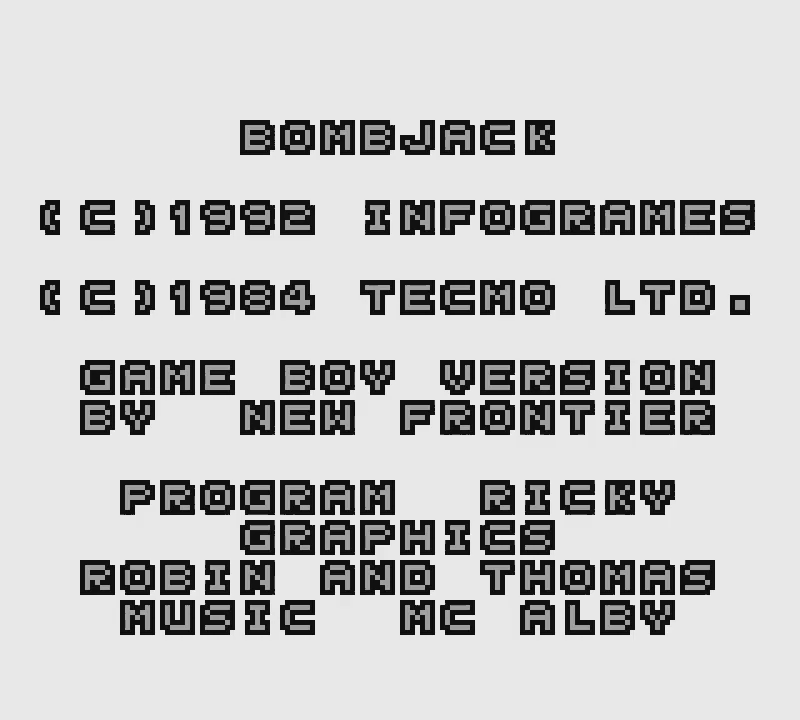 BOMBJACK
(C)1992 INFOGRAMES
(C)1984 TECMO LTD.
GAME BOY VERSION
BY NEW FRONTIER
PROGRAM RICKY
GRAPHICS
ROBIN AND THOMAS
MUSIC MC ALBY